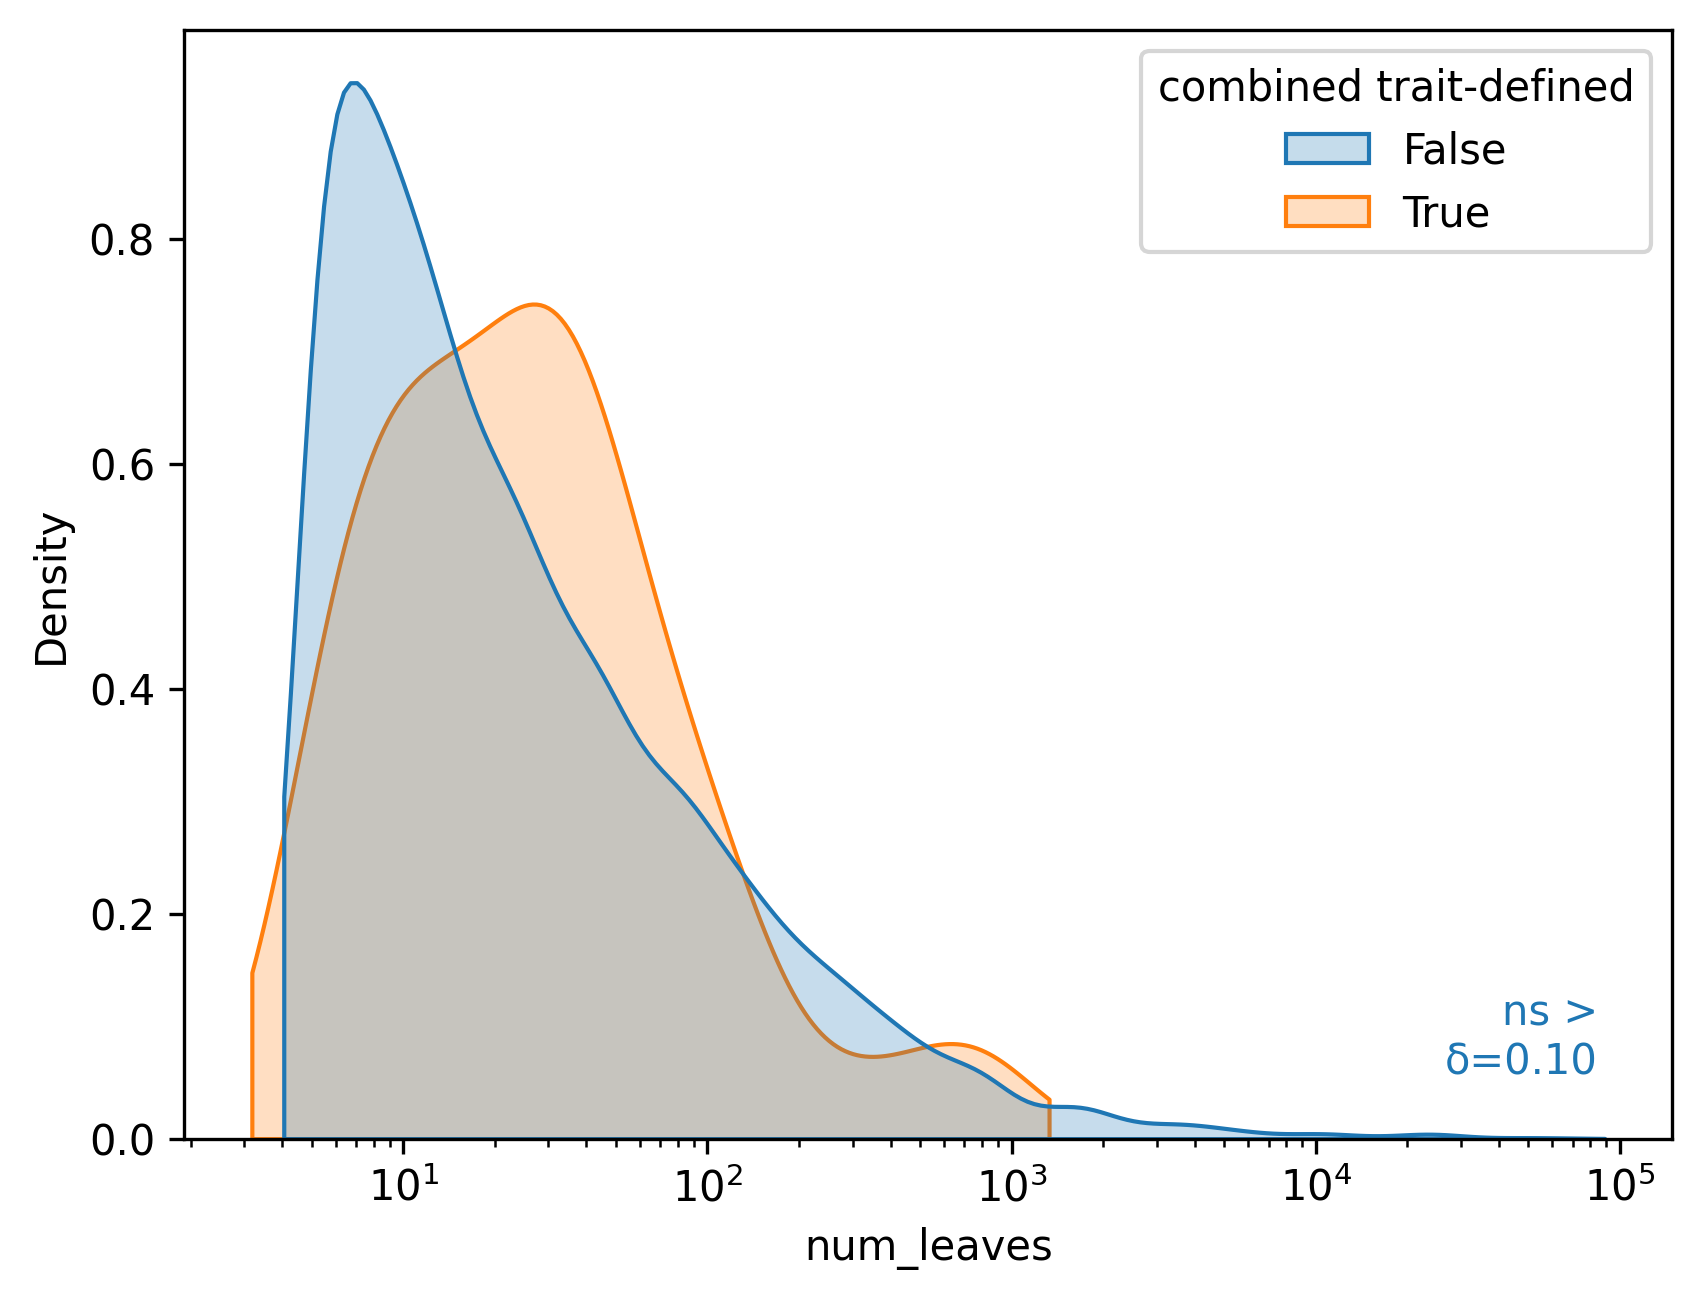 combined trait-defined
False
True
Density
0.8
0.6
0.4
0.2
0.0
ns >
δ=0.10
10¹ 10² 10³ 10⁴ 10⁵
num_leaves